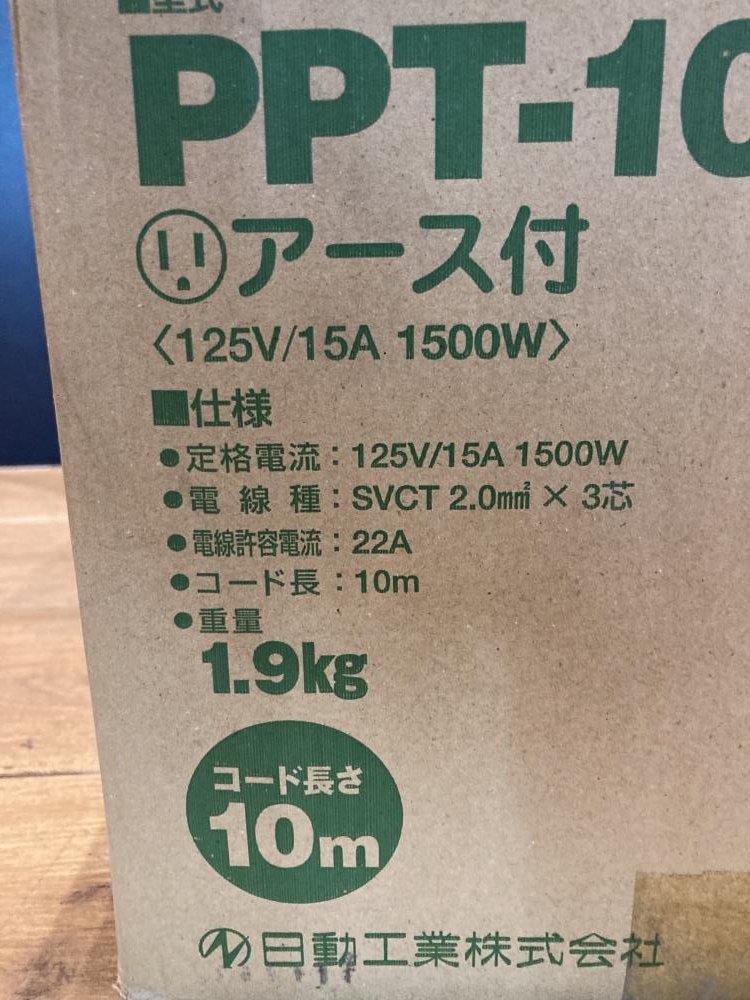 ■型式
PPT-10
アース付
〈125V/15A 1500W〉
■仕様
●定格電流：125V/15A 1500W
●電線種：SVCT 2.0㎟ × 3芯
●電線許容電流：22A
●コード長：10m
●重量
1.9kg
コード長さ
10m
日動工業株式会社